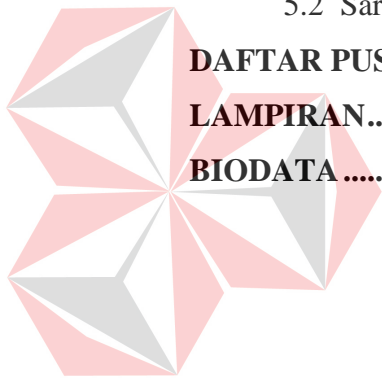 5.2 Sar
DAFTAR PUS
LAMPIRAN..
BIODATA .....